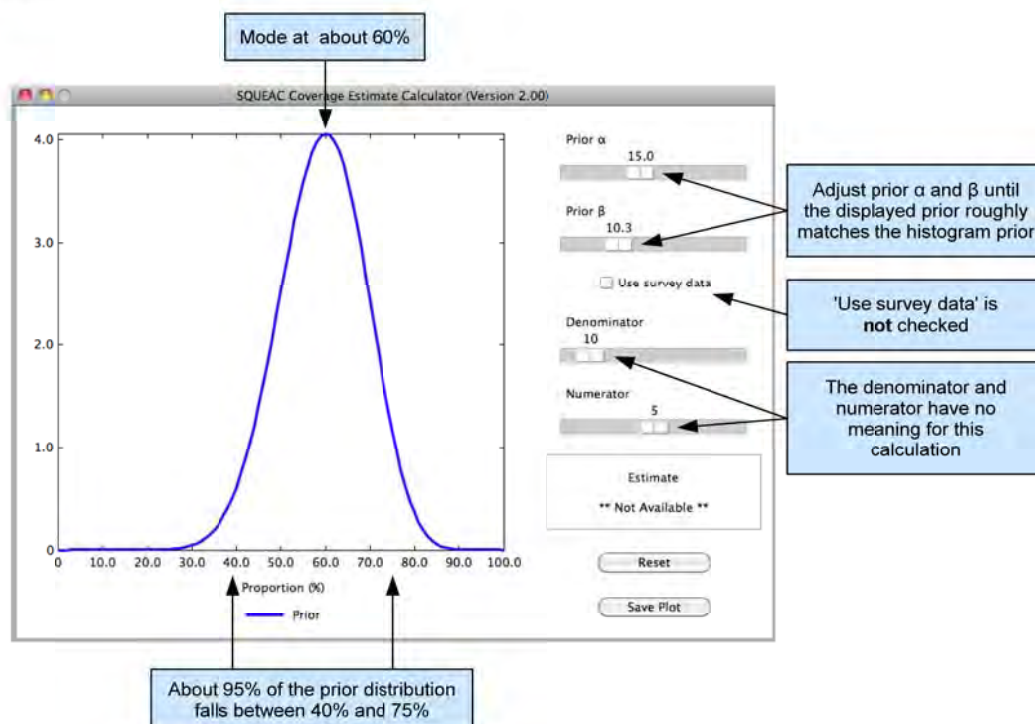 Mode at about 60%
SQUEAC Coverage Estimate Calculator (Version 2.00)
4.0
3.0
2.0
1.0
0
0 10.0 20.0 30.0 40.0 50.0 60.0 70.0 80.0 90.0 100.0
Proportion (%)
Prior
Prior α
15.0
Prior β
10.3
Use survey data
Denominator
10
Numerator
5
Estimate
** Not Available **
Reset
Save Plot
Adjust prior α and β until
the displayed prior roughly
matches the histogram prior
'Use survey data' is
not checked
The denominator and
numerator have no
meaning for this
calculation
About 95% of the prior distribution
falls between 40% and 75%